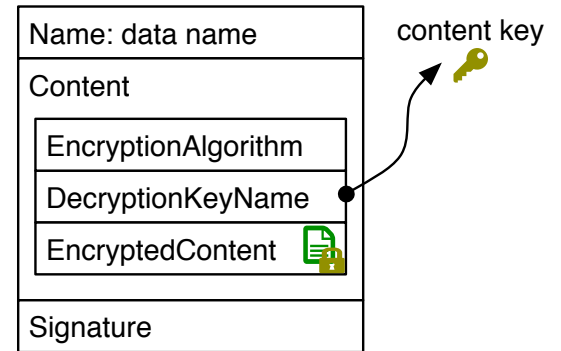 Name: data name
content key
Content
EncryptionAlgorithm
DecryptionKeyName
EncryptedContent
Signature